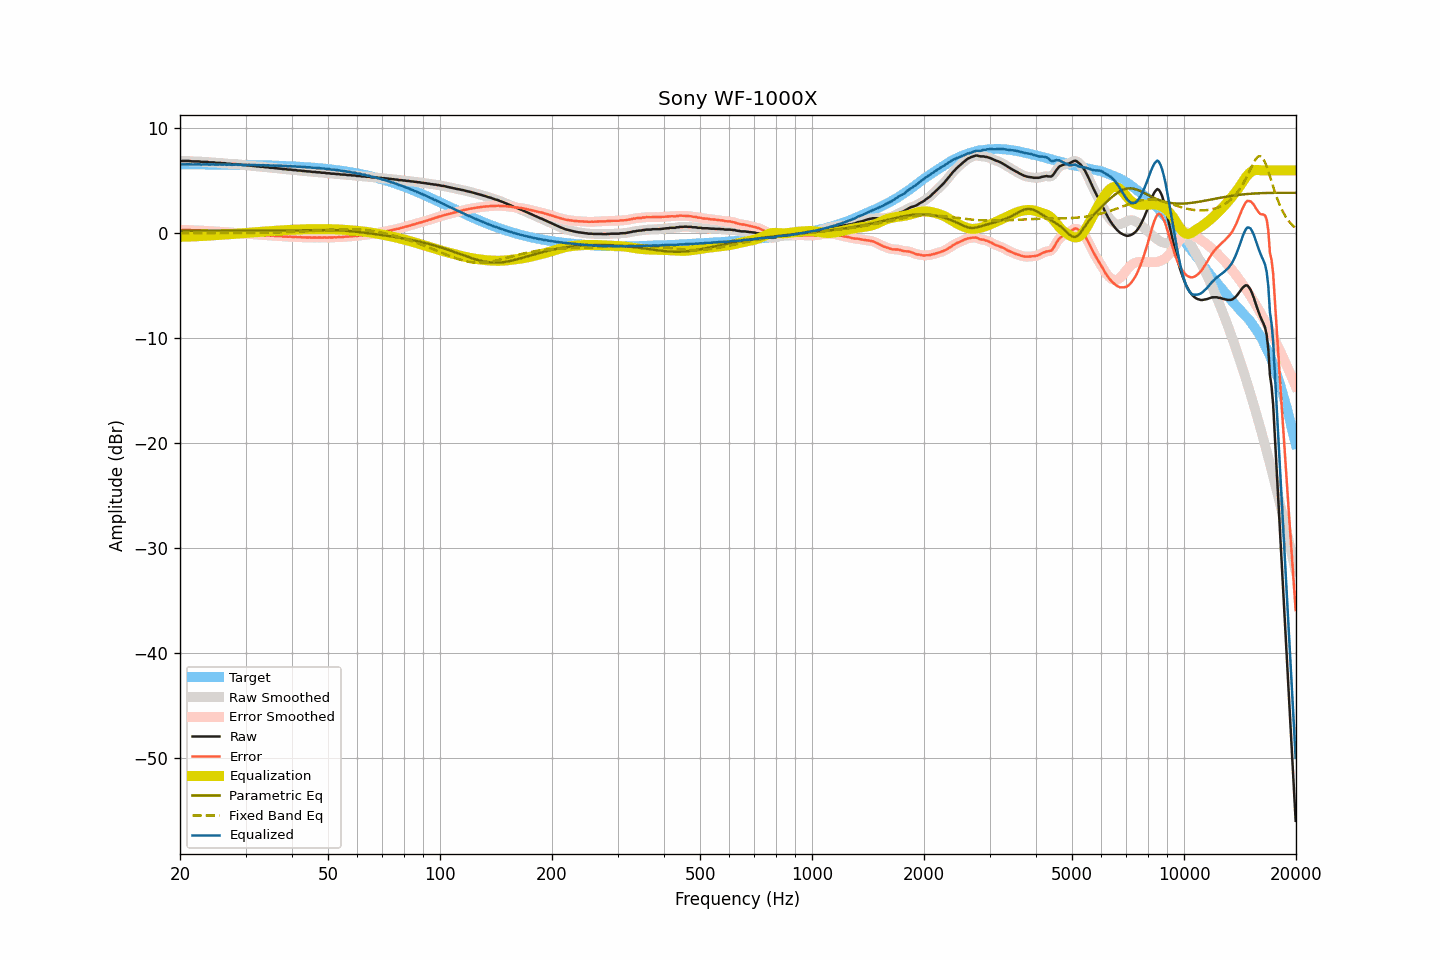 Sony WF-1000X
10
0
−10
−20
−30
−40
−50
Amplitude (dBr)
Target
Raw Smoothed
Error Smoothed
Raw
Error
Equalization
Parametric Eq
Fixed Band Eq
Equalized
20 50 100 200 500 1000 2000 5000 10000 20000
Frequency (Hz)